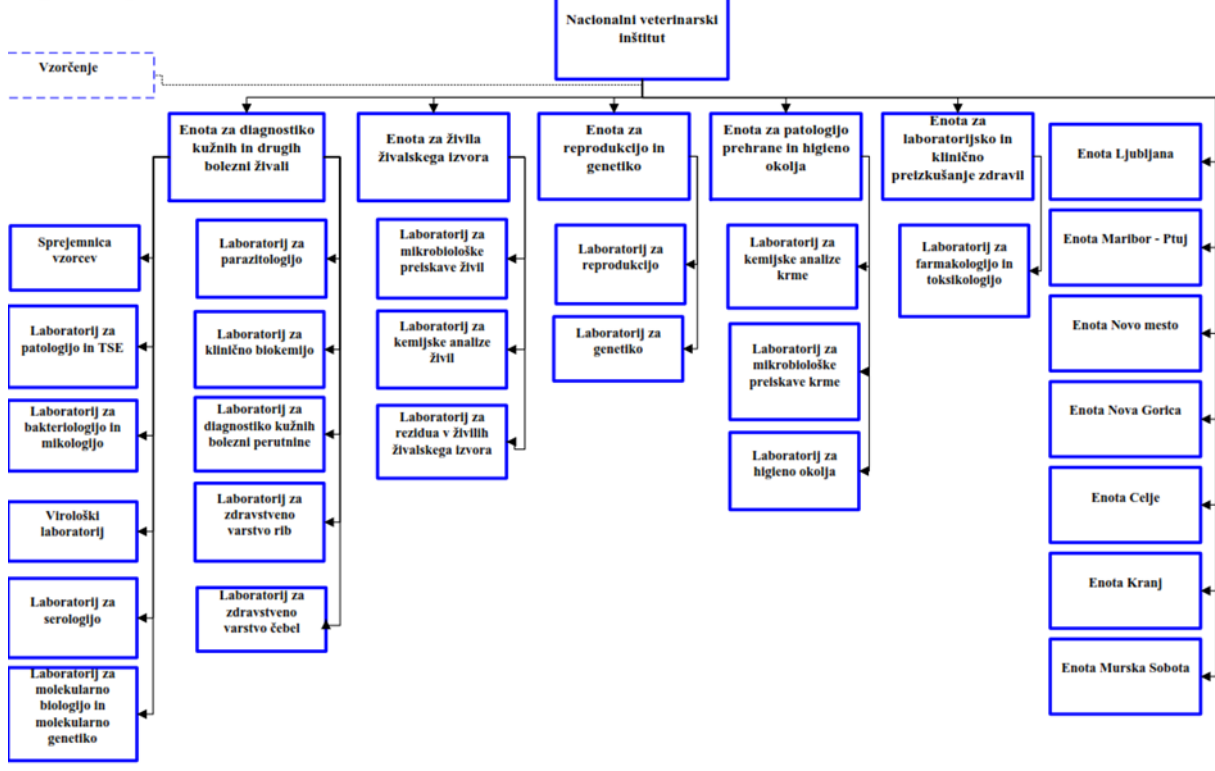 Nacionalni veterinarski
inštitut
Vzorčenje
Enota za diagnostiko
kužnih in drugih
bolezni živali
Enota za živila
živalskega izvora
Enota za
reprodukcijo in
genetiko
Enota za patologijo
prehrane in higieno
okolja
Enota za
laboratorijsko in
klinično
preizkušanje zdravil
Sprejemnica
vzorcev
Laboratorij za
patologijo in TSE
Laboratorij za
bakteriologijo in
mikologijo
Virološki
laboratorij
Laboratorij za
serologijo
Laboratorij za
molekularno
biologijo in
molekularno
genetiko
Laboratorij za
parazitologijo
Laboratorij za
klinično biokemijo
Laboratorij za
diagnostiko kužnih
bolezni perutnine
Laboratorij za
zdravstveno
varstvo rib
Laboratorij za
zdravstveno
varstvo čebel
Laboratorij za
mikrobiološke
preiskave živil
Laboratorij za
kemijske analize
živil
Laboratorij za
rezidua v živilih
živalskega izvora
Laboratorij za
reprodukcijo
Laboratorij za
genetiko
Laboratorij za
kemijske analize
krme
Laboratorij za
mikrobiološke
preiskave krme
Laboratorij za
higieno okolja
Laboratorij za
farmakologijo in
toksikologijo
Enota Ljubljana
Enota Maribor - Ptuj
Enota Novo mesto
Enota Nova Gorica
Enota Celje
Enota Kranj
Enota Murska Sobota